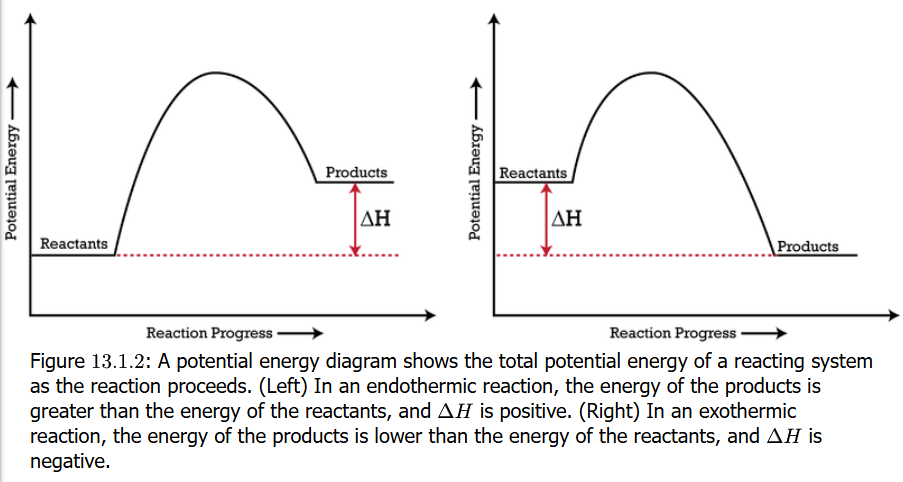 Potential Energy
Products
ΔH
Reactants
Reaction Progress
Potential Energy
Reactants
ΔH
Products
Reaction Progress
Figure 13.1.2: A potential energy diagram shows the total potential energy of a reacting system
as the reaction proceeds. (Left) In an endothermic reaction, the energy of the products is
greater than the energy of the reactants, and ΔH is positive. (Right) In an exothermic
reaction, the energy of the products is lower than the energy of the reactants, and ΔH is
negative.